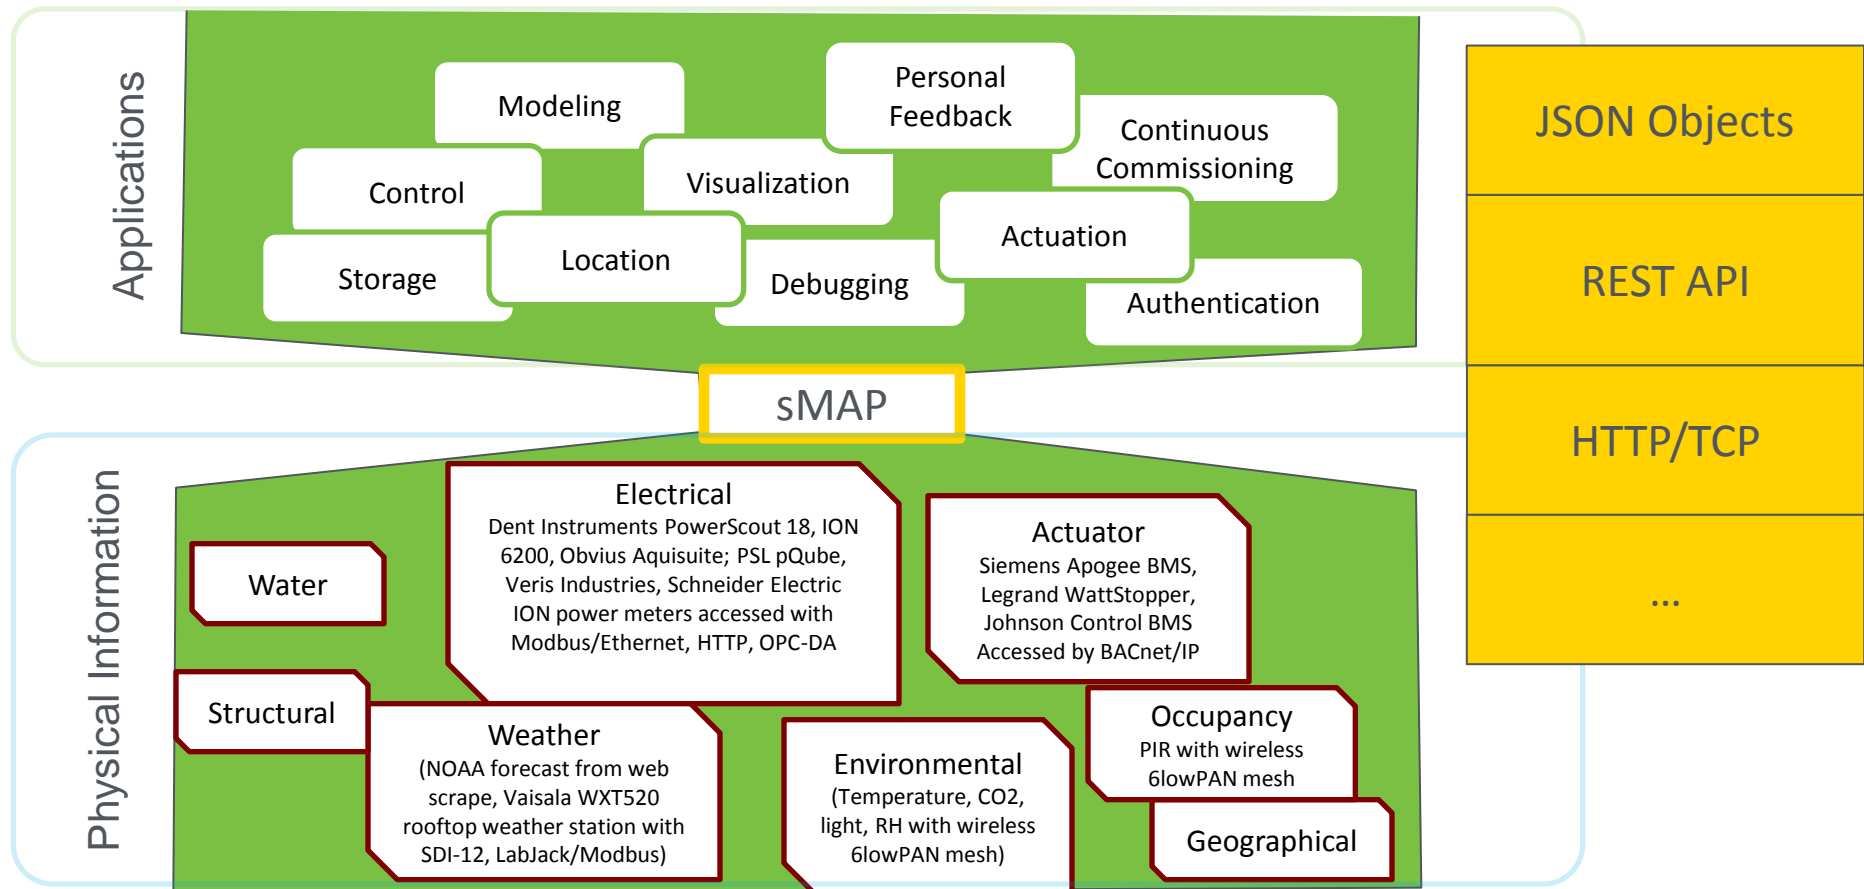 Applications
Modeling
Personal
Feedback
Continuous
Commissioning
Control
Visualization
Actuation
Storage
Location
Debugging
Authentication
sMAP
Physical Information
Electrical
Dent Instruments PowerScout 18, ION
6200, Obvius Aquisuite; PSL pQube,
Veris Industries, Schneider Electric
ION power meters accessed with
Modbus/Ethernet, HTTP, OPC-DA
Actuator
Siemens Apogee BMS,
Legrand WattStopper,
Johnson Control BMS
Accessed by BACnet/IP
Water
Structural
Weather
(NOAA forecast from web
scrape, Vaisala WXT520
rooftop weather station with
SDI-12, LabJack/Modbus)
Environmental
(Temperature, CO2,
light, RH with wireless
6lowPAN mesh)
Occupancy
PIR with wireless
6lowPAN mesh
Geographical
JSON Objects
REST API
HTTP/TCP
...